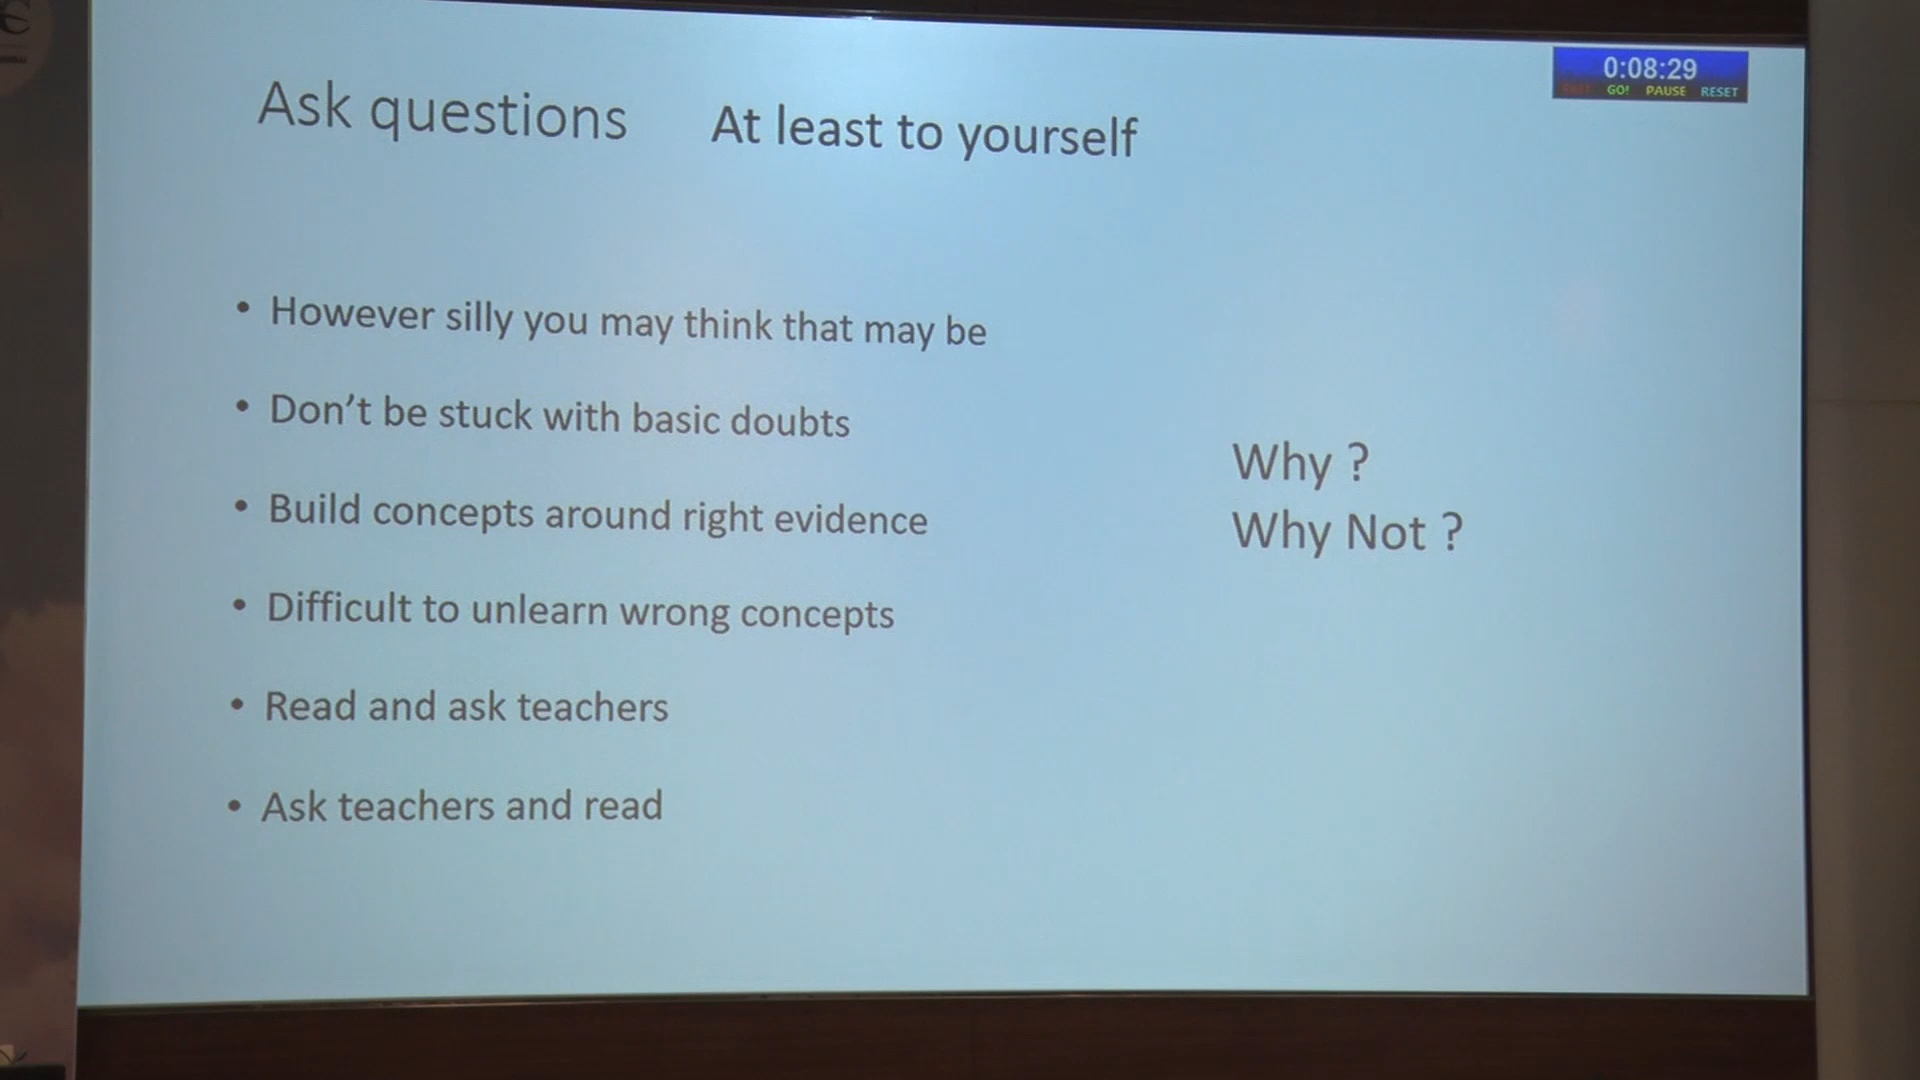 0:08:29
GO! PAUSE RESET
Ask questions At least to yourself
• However silly you may think that may be
• Don’t be stuck with basic doubts
• Build concepts around right evidence
• Difficult to unlearn wrong concepts
• Read and ask teachers
• Ask teachers and read
Why ?
Why Not ?